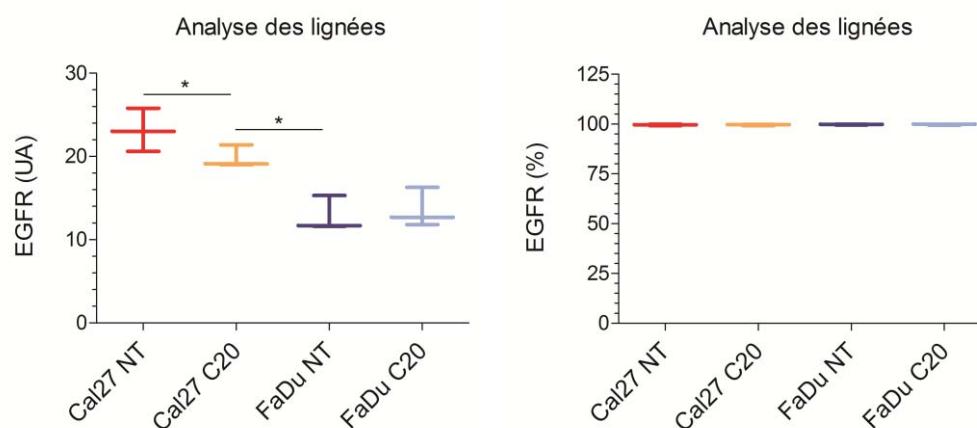 Analyse des lignées
EGFR (UA)
30
20
10
0
*
*
Cal27 NT
Cal27 C20
FaDu NT
FaDu C20
Analyse des lignées
EGFR (%)
125
100
75
50
25
0
Cal27 NT
Cal27 C20
FaDu NT
FaDu C20